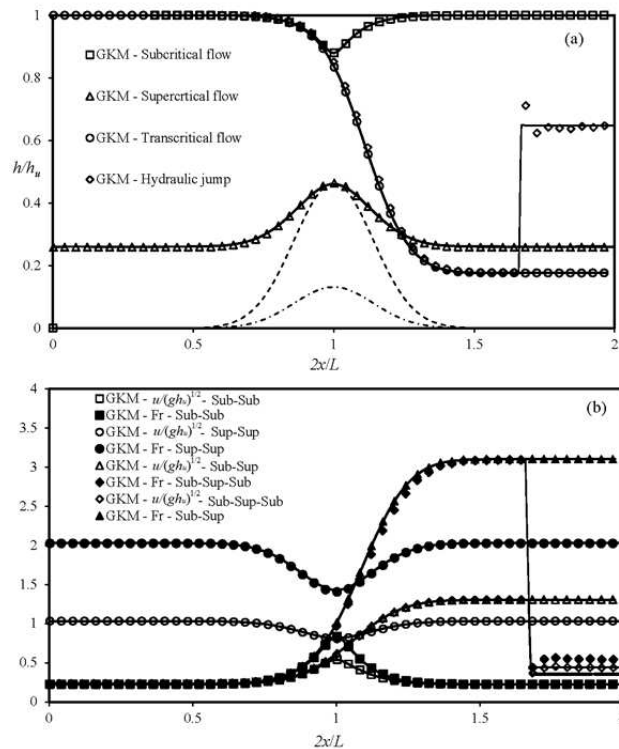 1
0.8
0.6
0.4
0.2
0
h/hu
(a)
GKM - Subcritical flow
GKM - Supercrtical flow
GKM - Transcritical flow
GKM - Hydraulic jump
0 0.5 1 1.5 2
2x/L
4
3.5
3
2.5
2
1.5
1
0.5
0
(b)
GKM - u/(ghu)^1/2 - Sub-Sub
GKM - Fr - Sub-Sub
GKM - u/(ghu)^1/2 - Sup-Sup
GKM - Fr - Sup-Sup
GKM - u/(ghu)^1/2 - Sub-Sup
GKM - Fr - Sub-Sup-Sub
GKM - u/(ghu)^1/2 - Sub-Sup-Sub
GKM - Fr - Sub-Sup
0 0.5 1 1.5
2x/L